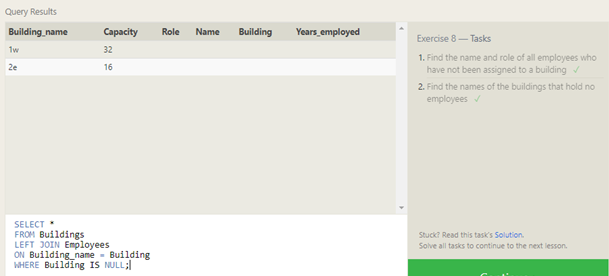 Query Results
Building_name Capacity Role Name Building Years_employed
1w 32
2e 16
SELECT *
FROM Buildings
LEFT JOIN Employees
ON Building_name = Building
WHERE Building IS NULL;
Exercise 8 — Tasks
1. Find the name and role of all employees who
have not been assigned to a building ✓
2. Find the names of the buildings that hold no
employees ✓
Stuck? Read this task's Solution.
Solve all tasks to continue to the next lesson.